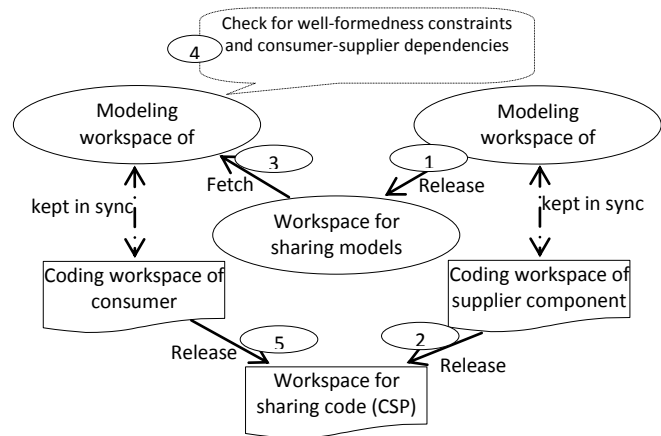 Check for well-formedness constraints
and consumer-supplier dependencies
4
Modeling
workspace of
Modeling
workspace of
3
Fetch
1
Release
kept in sync
kept in sync
Workspace for
sharing models
Coding workspace of
consumer
Coding workspace of
supplier component
Release
5
2
Release
Workspace for
sharing code (CSP)